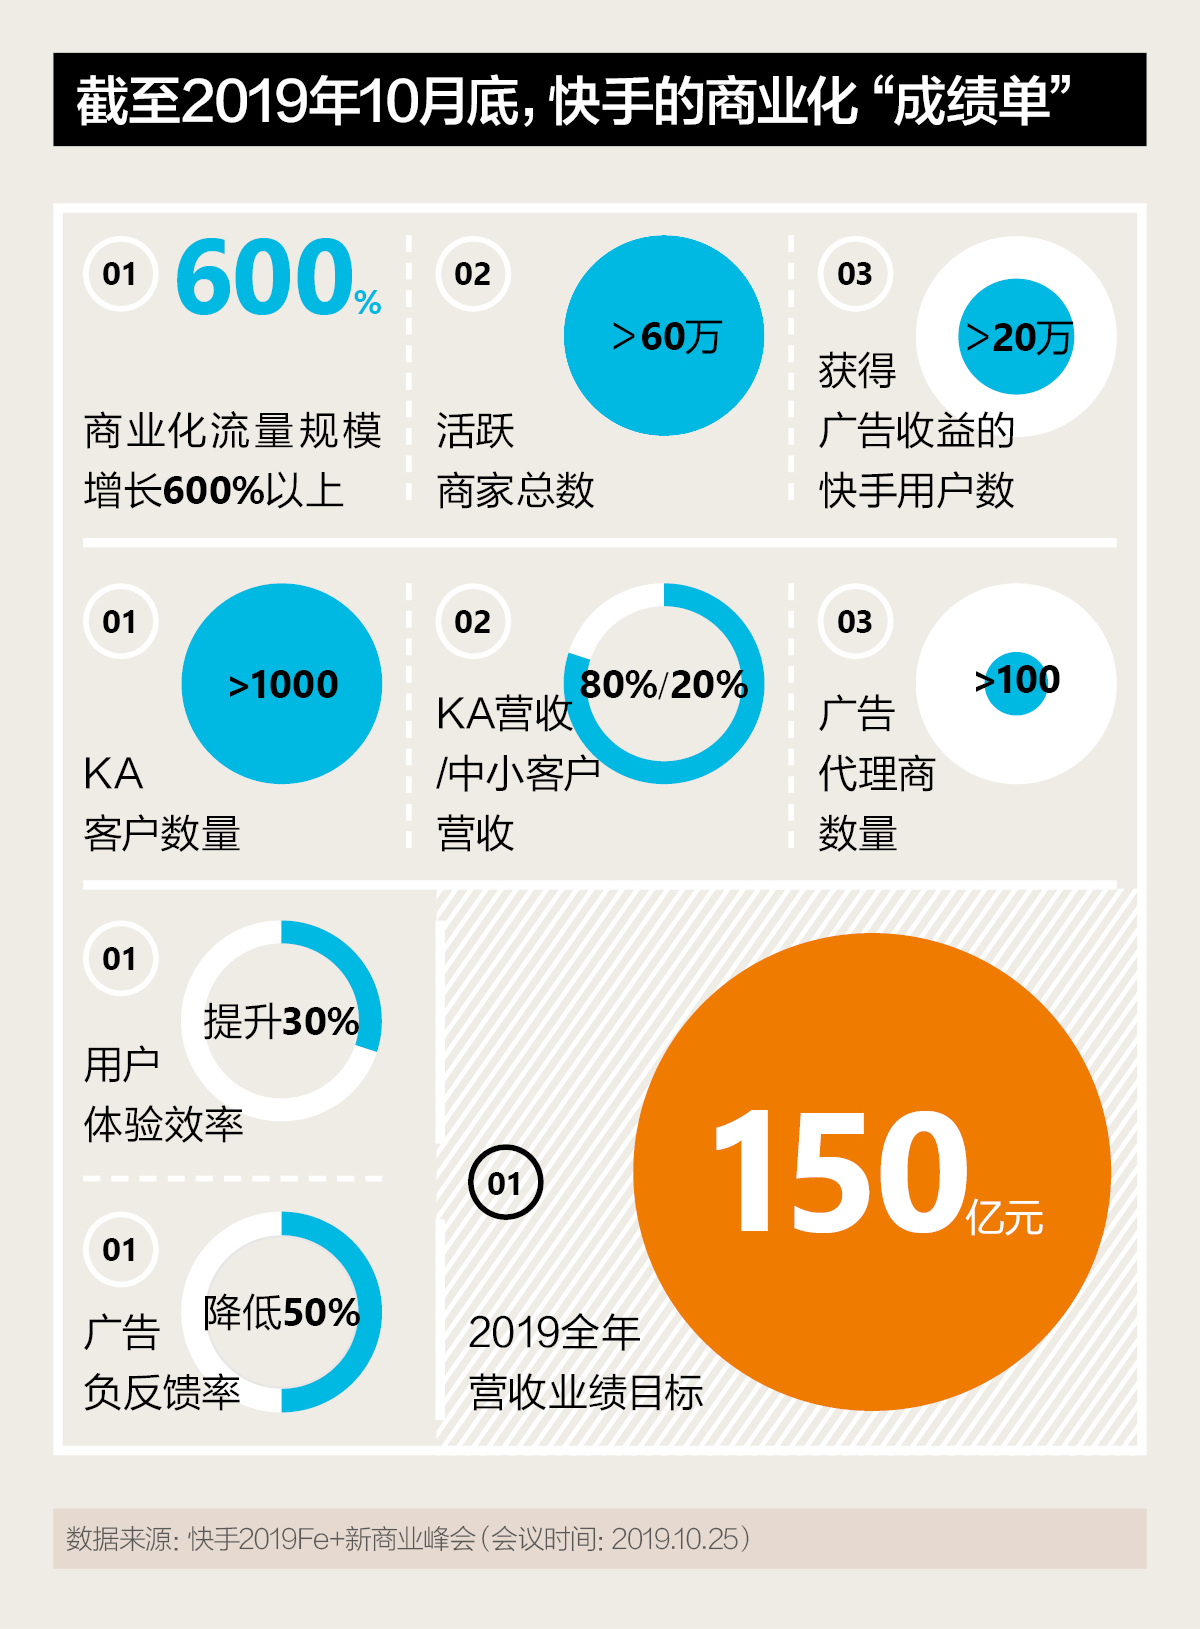 截至2019年10月底，快手的商业化“成绩单”
01
600%
商业化流量规模
增长600%以上
02
>60万
活跃
商家总数
03
>20万
获得
广告收益的
快手用户数
01
>1000
KA
客户数量
02
80%/20%
KA营收
/中小客户
营收
03
>100
广告
代理商
数量
01
提升30%
用户
体验效率
01
降低50%
广告
负反馈率
01
150亿元
2019全年
营收业绩目标
数据来源：快手2019Fe+新商业峰会（会议时间：2019.10.25）